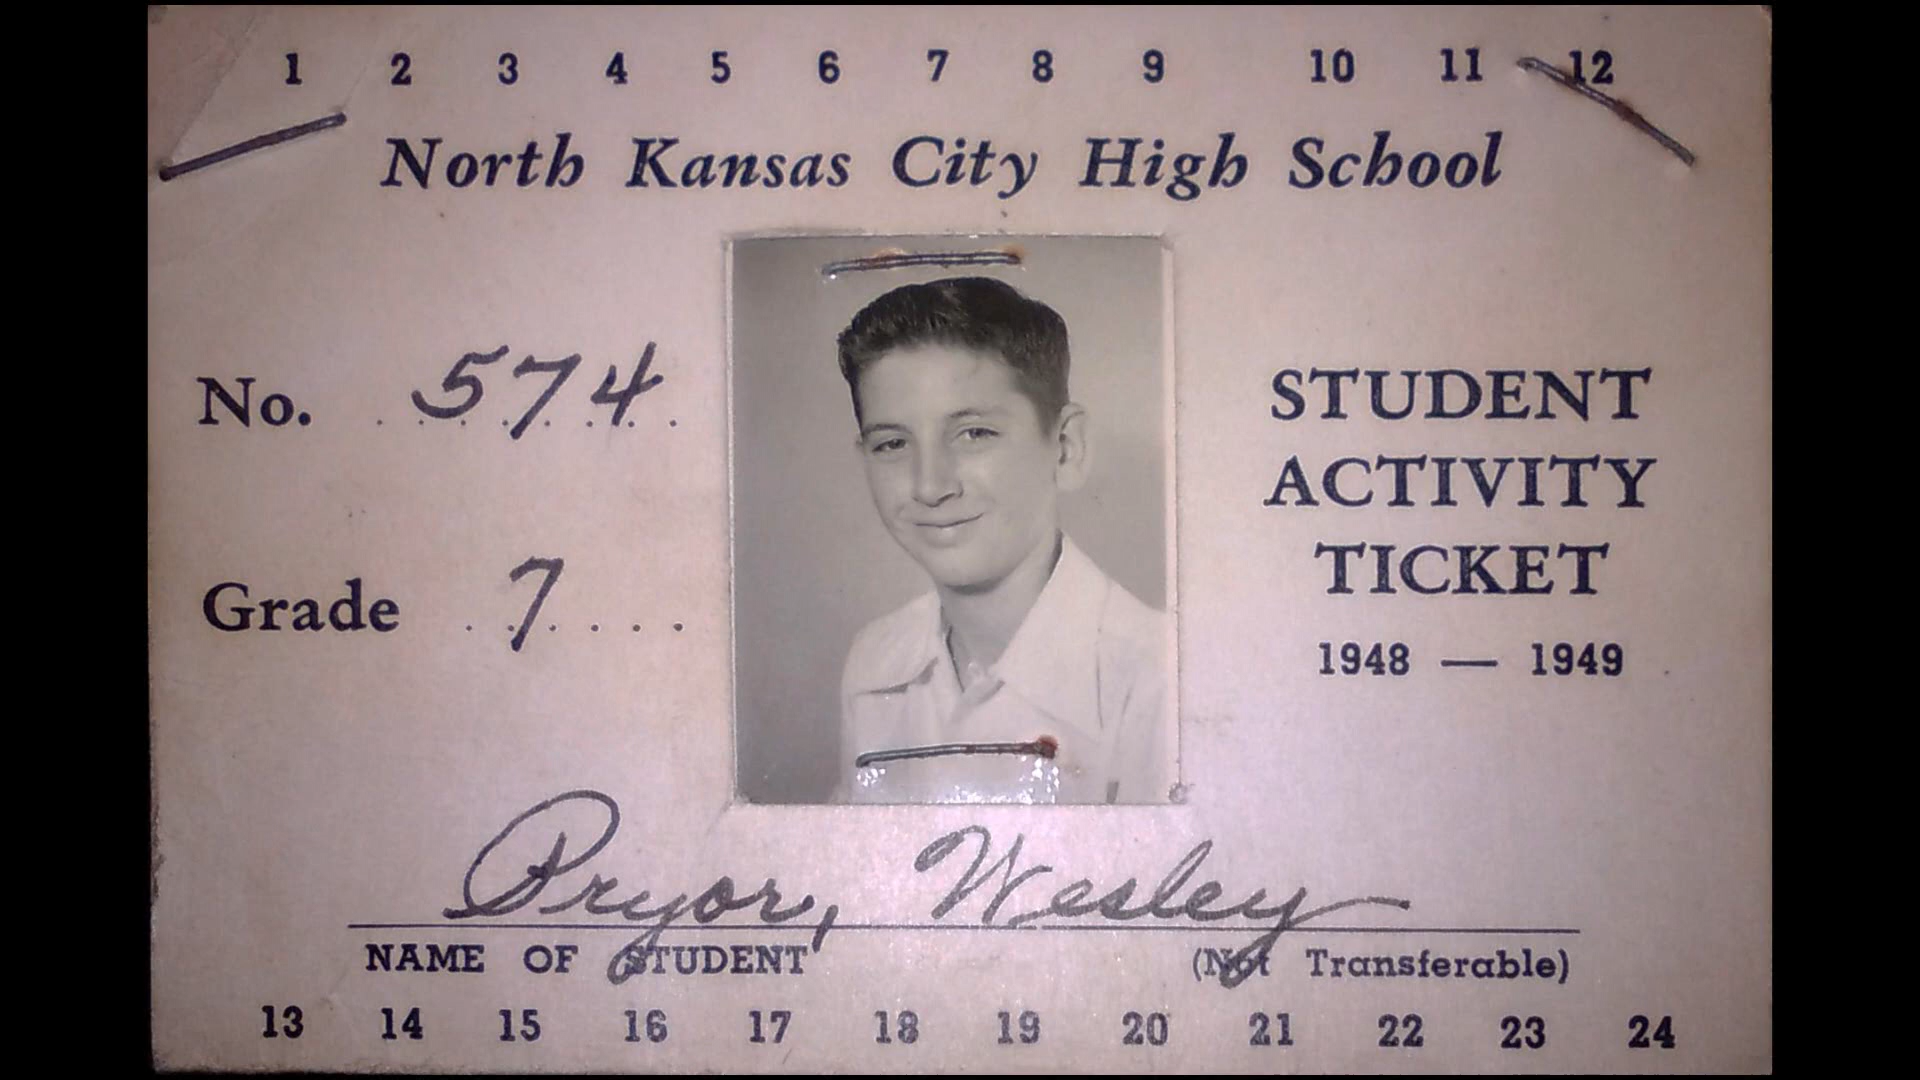 1 2 3 4 5 6 7 8 9 10 11 12
North Kansas City High School
No. 574
Grade 7
STUDENT
ACTIVITY
TICKET
1948 — 1949
Pryor, Wesley
NAME OF STUDENT (Not Transferable)
13 14 15 16 17 18 19 20 21 22 23 24